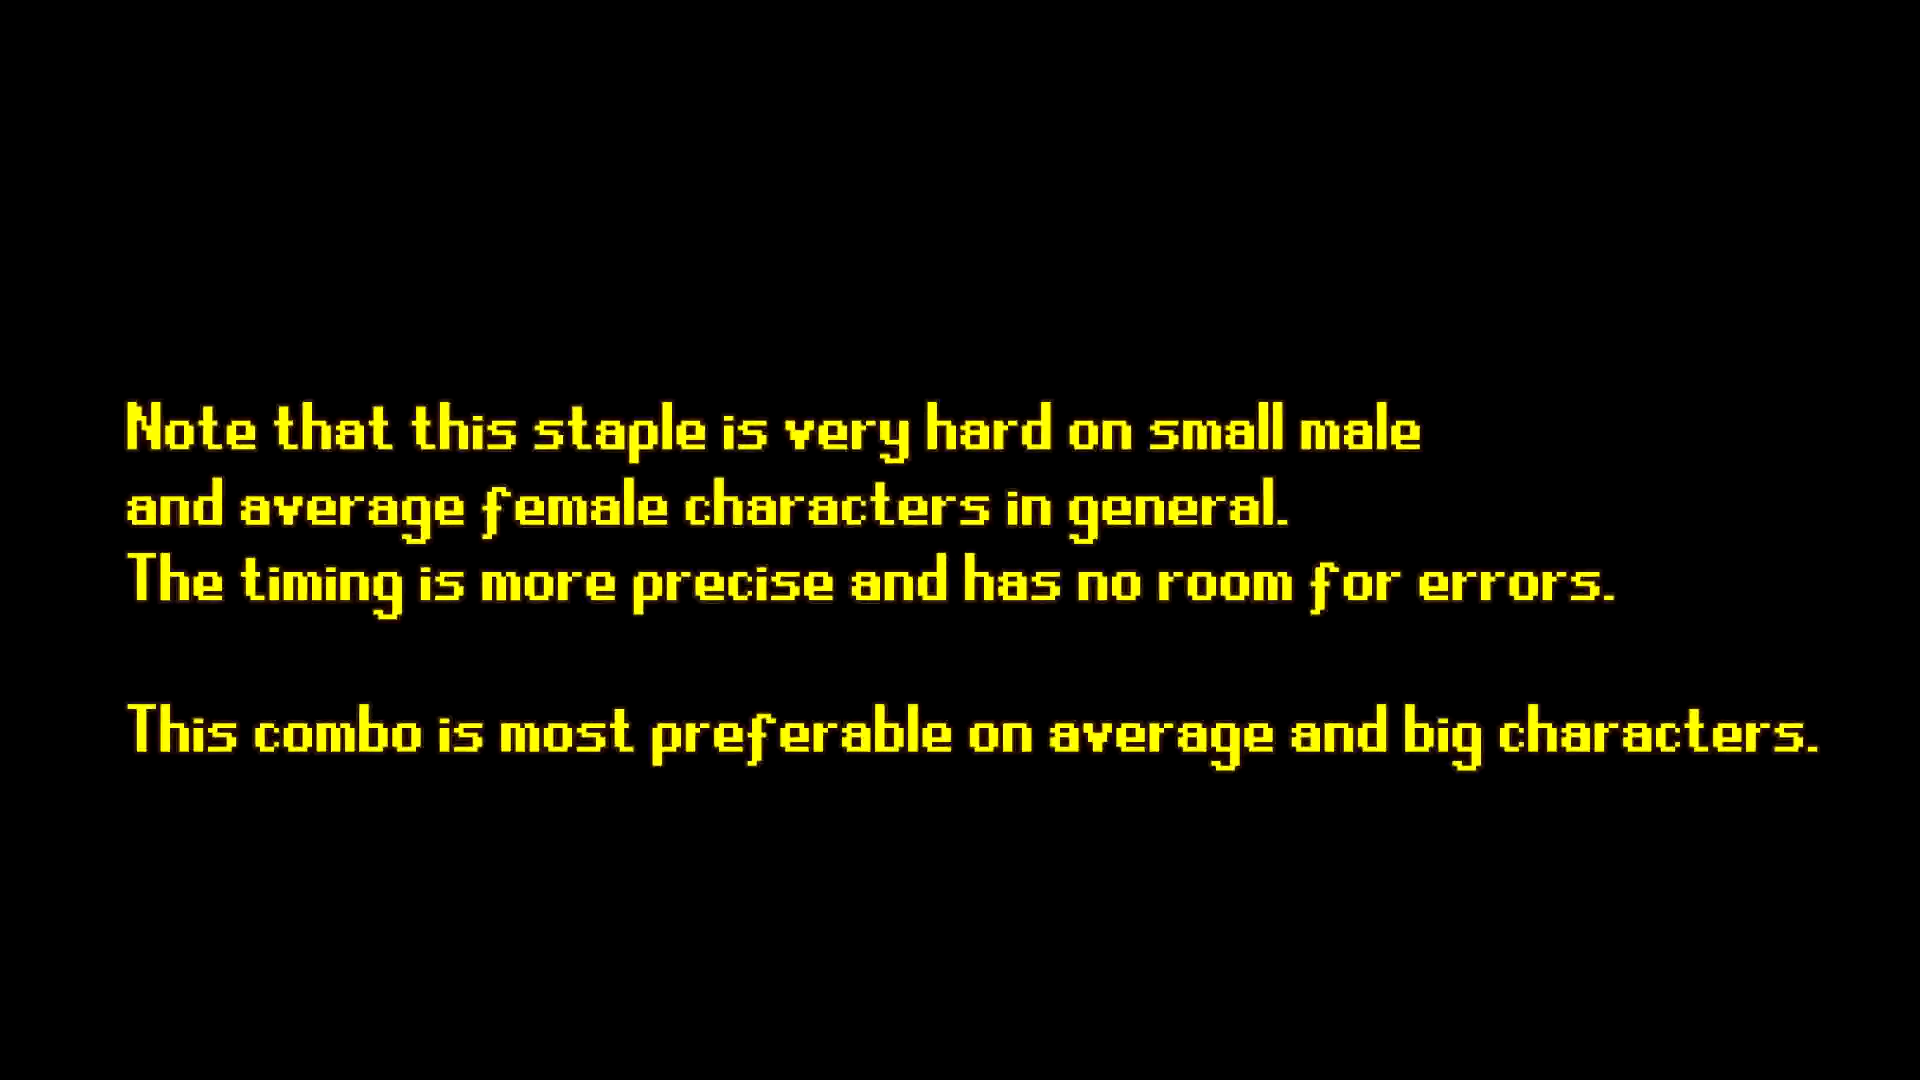 Note that this staple is very hard on small male
and average female characters in general.
The timing is more precise and has no room for errors.
This combo is most preferable on average and big characters.